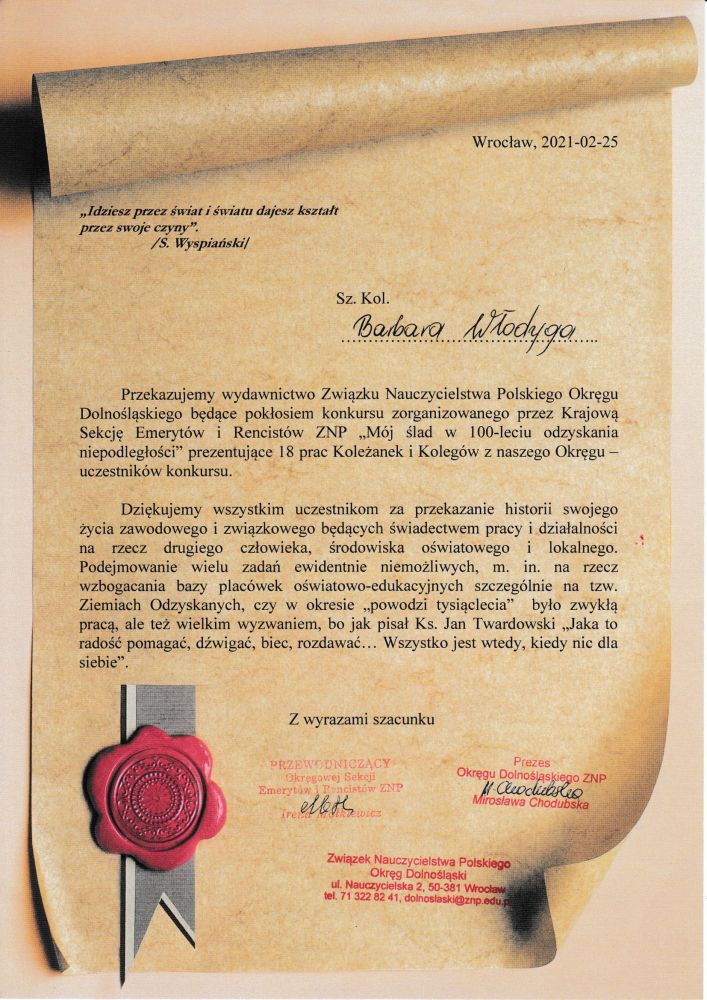 Wrocław, 2021-02-25
„Idziesz przez świat i światu dajesz kształt
przez swoje czyny”.
/S. Wyspiański/
Sz. Kol.
Barbara Włodyga
Przekazujemy wydawnictwo Związku Nauczycielstwa Polskiego Okręgu
Dolnośląskiego będące pokłosiem konkursu zorganizowanego przez Krajową
Sekcję Emerytów i Rencistów ZNP „Mój ślad w 100-leciu odzyskania
niepodległości” prezentujące 18 prac Koleżanek i Kolegów z naszego Okręgu –
uczestników konkursu.
Dziękujemy wszystkim uczestnikom za przekazanie historii swojego
życia zawodowego i związkowego będących świadectwem pracy i działalności
na rzecz drugiego człowieka, środowiska oświatowego i lokalnego.
Podejmowanie wielu zadań ewidentnie niemożliwych, m. in. na rzecz
wzbogacania bazy placówek oświatowo-edukacyjnych szczególnie na tzw.
Ziemiach Odzyskanych, czy w okresie „powodzi tysiąclecia” było zwykłą
pracą, ale też wielkim wyzwaniem, bo jak pisał Ks. Jan Twardowski „Jaka to
radość pomagać, dźwigać, biec, rozdawać… Wszystko jest wtedy, kiedy nic dla
siebie”.
Z wyrazami szacunku
PRZEWODNICZĄCY
Okręgowej Sekcji
Emerytów i Rencistów ZNP
Irena
Prezes
Okręgu Dolnośląskiego ZNP
M. Chodubska
Mirosława Chodubska
Związek Nauczycielstwa Polskiego
Okręg Dolnośląski
ul. Nauczycielska 2, 50-381 Wrocław
tel. 71 322 82 41, dolnoslaski@znp.edu.p